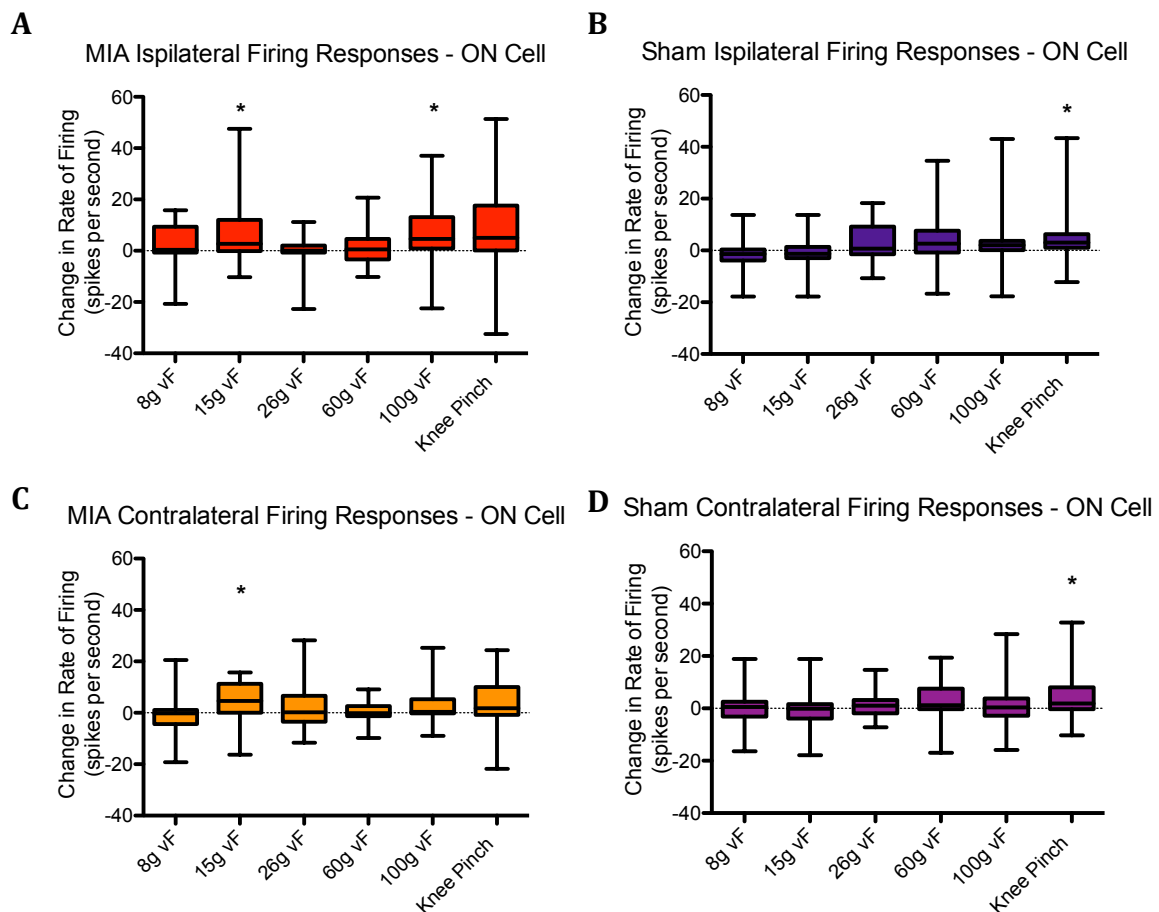 A
MIA Ispilateral Firing Responses - ON Cell
Change in Rate of Firing
(spikes per second)
60
40
20
0
-20
-40
*
*
8g vF
15g vF
26g vF
60g vF
100g vF
Knee Pinch
B
Sham Ispilateral Firing Responses - ON Cell
Change in Rate of Firing
(spikes per second)
60
40
20
0
-20
-40
*
8g vF
15g vF
26g vF
60g vF
100g vF
Knee Pinch
C
MIA Contralateral Firing Responses - ON Cell
Change in Rate of Firing
(spikes per second)
60
40
20
0
-20
-40
*
8g vF
15g vF
26g vF
60g vF
100g vF
Knee Pinch
D
Sham Contralateral Firing Responses - ON Cell
Change in Rate of Firing
(spikes per second)
60
40
20
0
-20
-40
*
8g vF
15g vF
26g vF
60g vF
100g vF
Knee Pinch